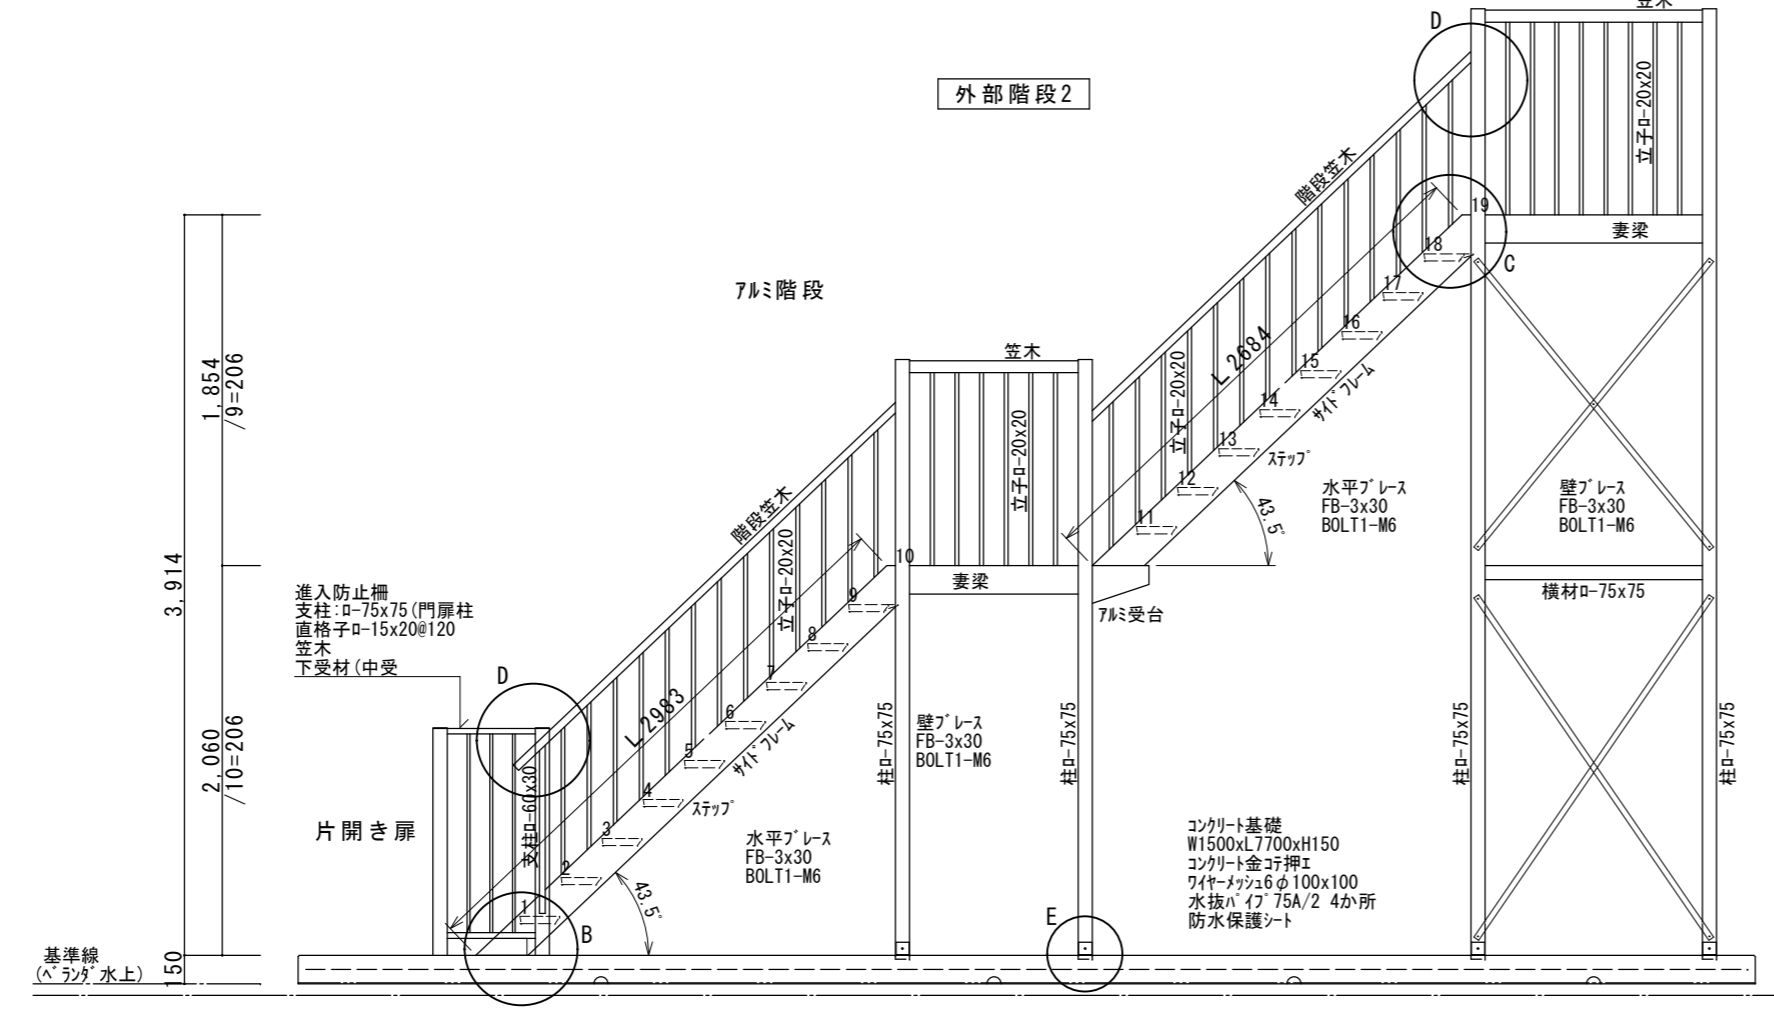 笠木
D
外部階段2
立子ロ-20x20
階段笠木
19
妻梁
18
C
アルミ階段
17
16
1,854
/9=206
笠木
L 2684
15
サイドフレーム
14
立子ロ-20x20
立子ロ-20x20
13
ステップ
12
水平ブレース
FB-3x30
BOLT1-M6
壁ブレース
FB-3x30
BOLT1-M6
43.5°
11
階段笠木
立子ロ-20x20
10
妻梁
アルミ受台
横材ロ-75x75
3,914
進入防止柵
支柱:ロ-75x75(門扉柱
直格子ロ-15x20@120
笠木
下受材(中受
9
8
7
D
L 2983
6
サイドフレーム
5
ステップ
4
3
2
1
2,060
/10=206
壁ブレース
FB-3x30
BOLT1-M6
柱ロ-75x75
柱ロ-75x75
柱ロ-75x75
柱ロ-75x75
片開き扉
支柱ロ-60x30
水平ブレース
FB-3x30
BOLT1-M6
43.5°
コンクリート基礎
W1500xL7700xH150
コンクリート金コテ押エ
ワイヤーメッシュ6φ100x100
水抜パイプ75A/2 4か所
防水保護シート
B
E
基準線
(ベランダ水上)
150